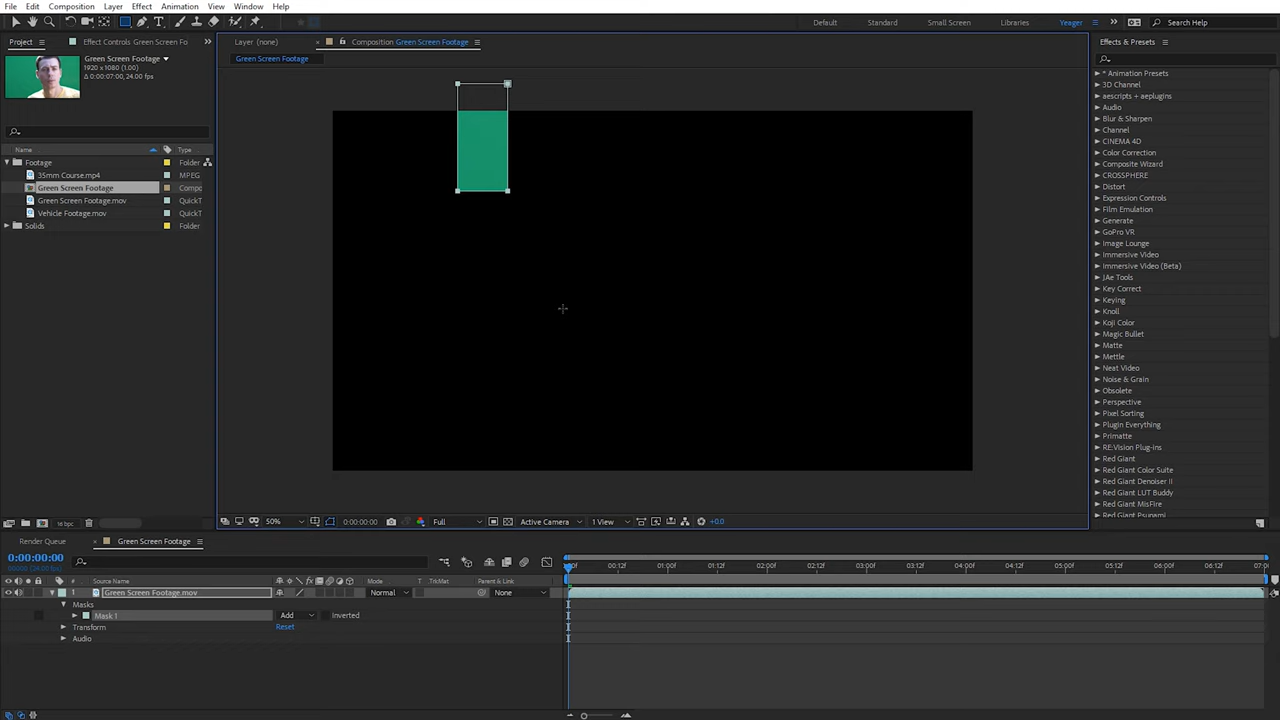 File Edit Composition Layer Effect Animation View Window Help
Default Standard Small Screen Libraries Yeager Search Help
Project Effect Controls Green Screen Fo
Layer (none) Composition Green Screen Footage
Effects & Presets
Green Screen Footage
Green Screen Footage
1920 x 1080 (1.00)
Δ 0:00:07:00, 24.00 fps
Name Type
Footage Folder
35mm Course.mp4 MPEG
Green Screen Footage Compo
Green Screen Footage.mov QuickT
Vehicle Footage.mov QuickT
Solids Folder
* Animation Presets
3D Channel
aescripts + aeplugins
Audio
Blur & Sharpen
Channel
CINEMA 4D
Color Correction
Composite Wizard
CROSSPHERE
Distort
Expression Controls
Film Emulation
Generate
GoPro VR
Image Lounge
Immersive Video
Immersive Video (Beta)
JAe Tools
Key Correct
Keying
Knoll
Koji Color
Magic Bullet
Matte
Mettle
Neat Video
Noise & Grain
Obsolete
Perspective
Pixel Sorting
Plugin Everything
Primatte
RE:Vision Plug-ins
Red Giant
Red Giant Color Suite
Red Giant Denoiser II
Red Giant LUT Buddy
Red Giant MisFire
Red Giant Psunami
16 bpc
50% 0:00:00:00 Full Active Camera 1 View +0.0
Render Queue Green Screen Footage
0:00:00:00
00000 (24.00 fps)
# Source Name Mode T .TrkMat Parent & Link
:00f 00:12f 01:00f 01:12f 02:00f 02:12f 03:00f 03:12f 04:00f 04:12f 05:00f 05:12f 06:00f 06:12f 07:0
1 Green Screen Footage.mov Normal None
Masks
Mask 1 Add Inverted
Transform Reset
Audio